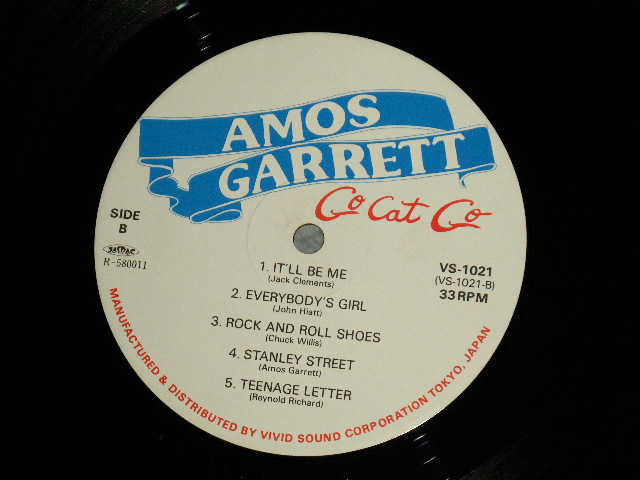 AMOS
GARRETT
Go Cat Go
SIDE
B
JASRAC
R-580011
VS-1021
(VS-1021-B)
33RPM
1. IT'LL BE ME
(Jack Clements)
2. EVERYBODY'S GIRL
(John Hiatt)
3. ROCK AND ROLL SHOES
(Chuck Willis)
4. STANLEY STREET
(Amos Garrett)
5. TEENAGE LETTER
(Reynold Richard)
MANUFACTURED & DISTRIBUTED BY VIVID SOUND CORPORATION TOKYO, JAPAN